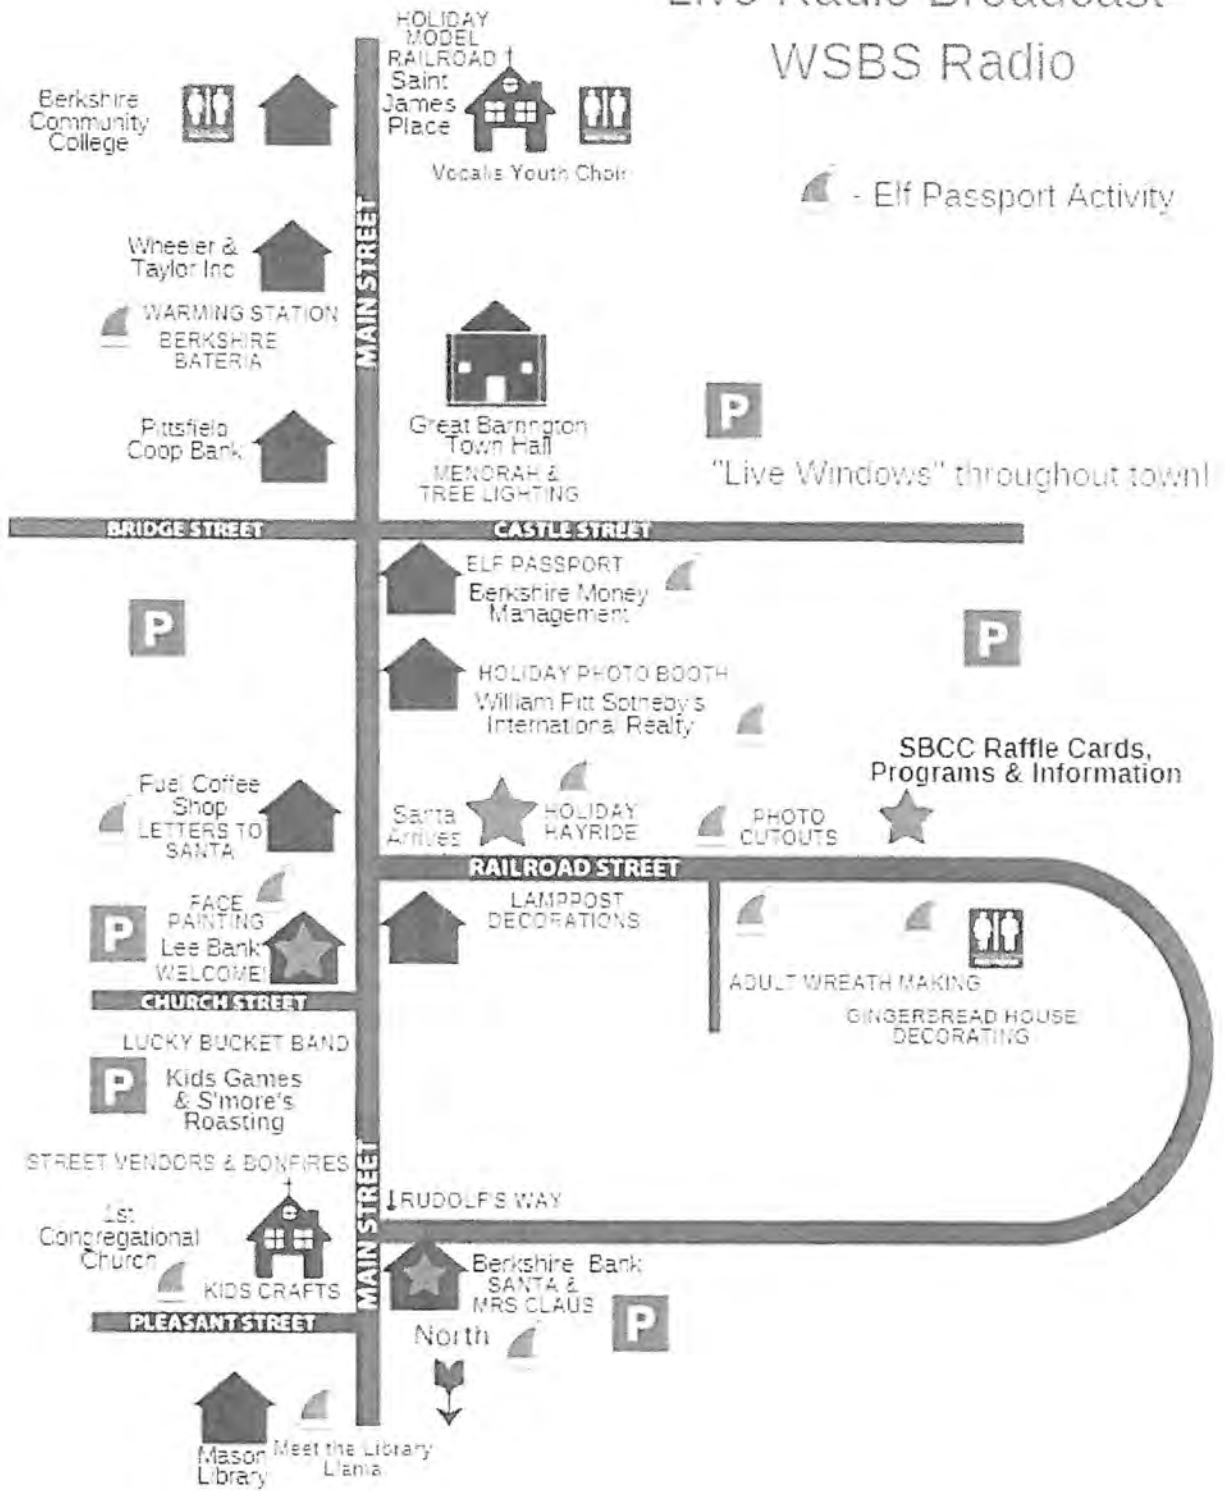 Live Radio Broadcast
WSBS Radio
HOLIDAY
MODEL
RAILROAD
Saint
James
Place
Vocalis Youth Choir
Berkshire
Community
College
- Elf Passport Activity
MAIN STREET
Wheeler &
Taylor Inc
WARMING STATION
BERKSHIRE
BATERIA
Great Barrington
Town Hall
MENORAH &
TREE LIGHTING
Pittsfield
Coop Bank
P
"Live Windows" throughout town!
BRIDGE STREET
CASTLE STREET
ELF PASSPORT
Berkshire Money
Management
P
P
HOLIDAY PHOTO BOOTH
William Pitt Sotheby's
International Realty
SBCC Raffle Cards,
Programs & Information
Fuel Coffee
Shop
LETTERS TO
SANTA
Santa
Arrives
HOLIDAY
HAYRIDE
PHOTO
CUTOUTS
RAILROAD STREET
FACE
PAINTING
P
Lee Bank
WELCOME!
LAMPPOST
DECORATIONS
CHURCH STREET
ADULT WREATH MAKING
GINGERBREAD HOUSE
DECORATING
LUCKY BUCKET BAND
P
Kids Games
& S'more's
Roasting
STREET VENDORS & BONFIRES
MAIN STREET
RUDOLF'S WAY
1st
Congregational
Church
KIDS CRAFTS
Berkshire Bank
SANTA &
MRS CLAUS
P
PLEASANT STREET
North
Mason
Library
Meet the Library
Llama